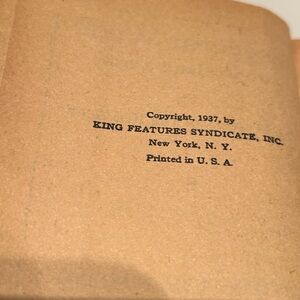 Copyright, 1937, by
KING FEATURES SYNDICATE, INC.
New York, N. Y.
Printed in U. S. A.